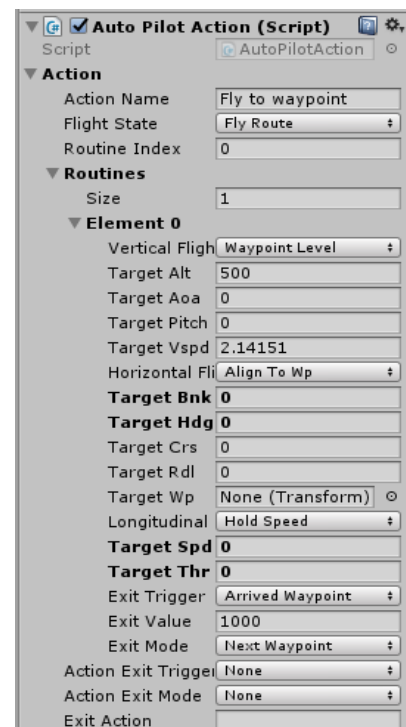 Auto Pilot Action (Script)
Script AutoPilotAction
Action
Action Name Fly to waypoint
Flight State Fly Route
Routine Index 0
Routines
Size 1
Element 0
Vertical Fligh Waypoint Level
Target Alt 500
Target Aoa 0
Target Pitch 0
Target Vspd 2.14151
Horizontal Fli Align To Wp
Target Bnk 0
Target Hdg 0
Target Crs 0
Target Rdl 0
Target Wp None (Transform)
Longitudinal Hold Speed
Target Spd 0
Target Thr 0
Exit Trigger Arrived Waypoint
Exit Value 1000
Exit Mode Next Waypoint
Action Exit Trigger None
Action Exit Mode None
Exit Action